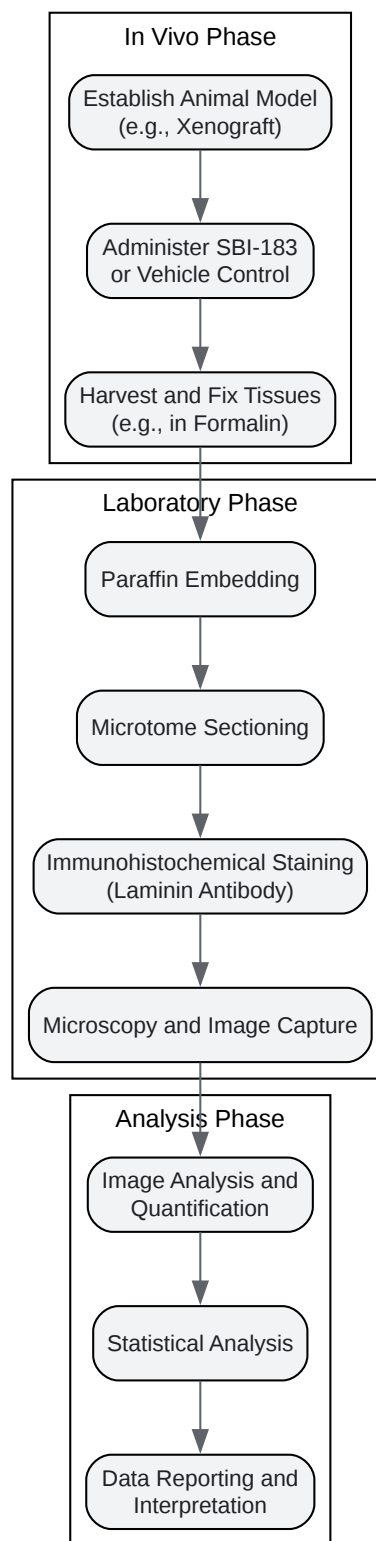 In Vivo Phase
Establish Animal Model
(e.g., Xenograft)
Administer SBI-183
or Vehicle Control
Harvest and Fix Tissues
(e.g., in Formalin)
Laboratory Phase
Paraffin Embedding
Microtome Sectioning
Immunohistochemical Staining
(Laminin Antibody)
Microscopy and Image Capture
Analysis Phase
Image Analysis and
Quantification
Statistical Analysis
Data Reporting and
Interpretation